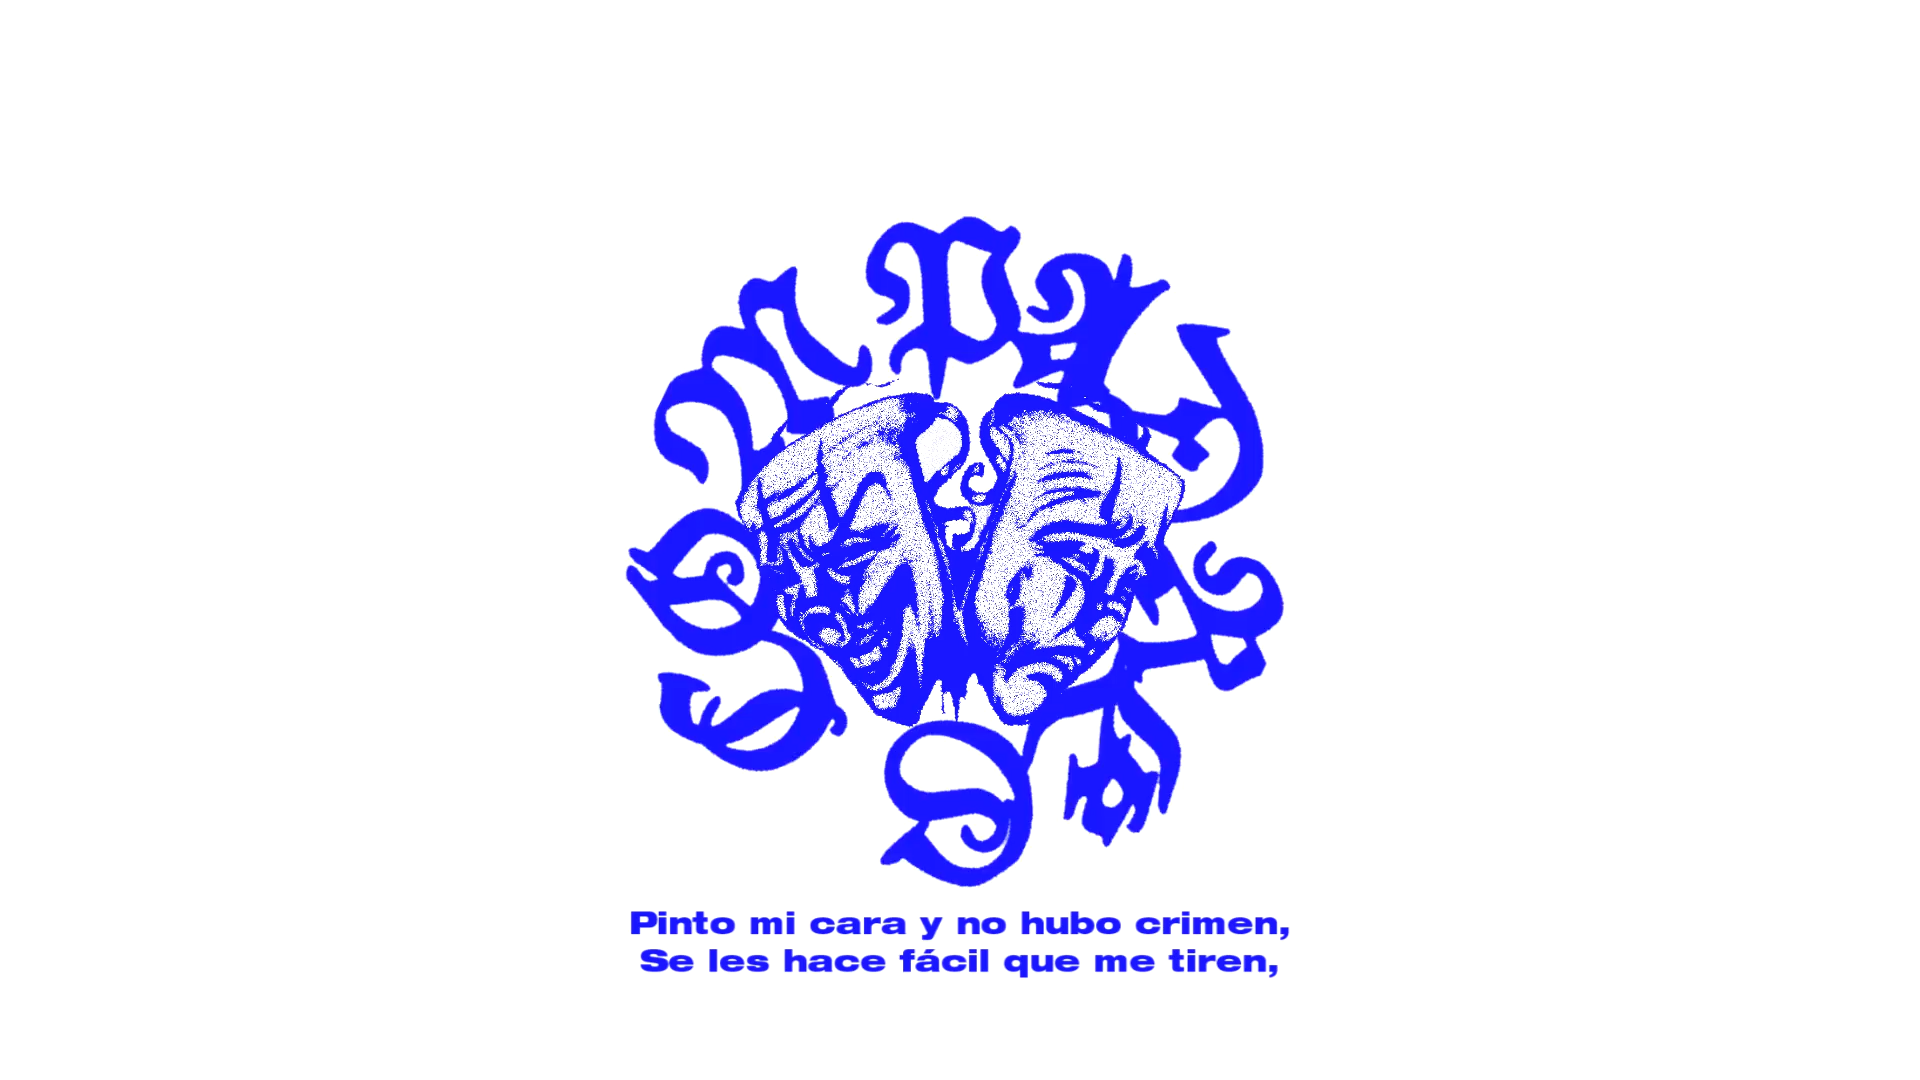 Pinto mi cara y no hubo crimen,
Se les hace fácil que me tiren,